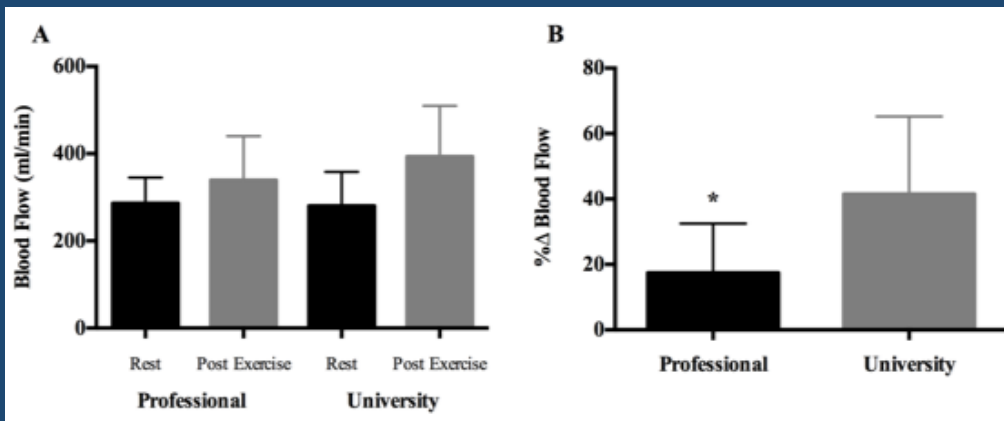 A
Blood Flow (ml/min)
600
400
200
0
Rest
Post Exercise
Rest
Post Exercise
Professional
University
B
%Δ Blood Flow
80
60
40
20
0
*
Professional
University